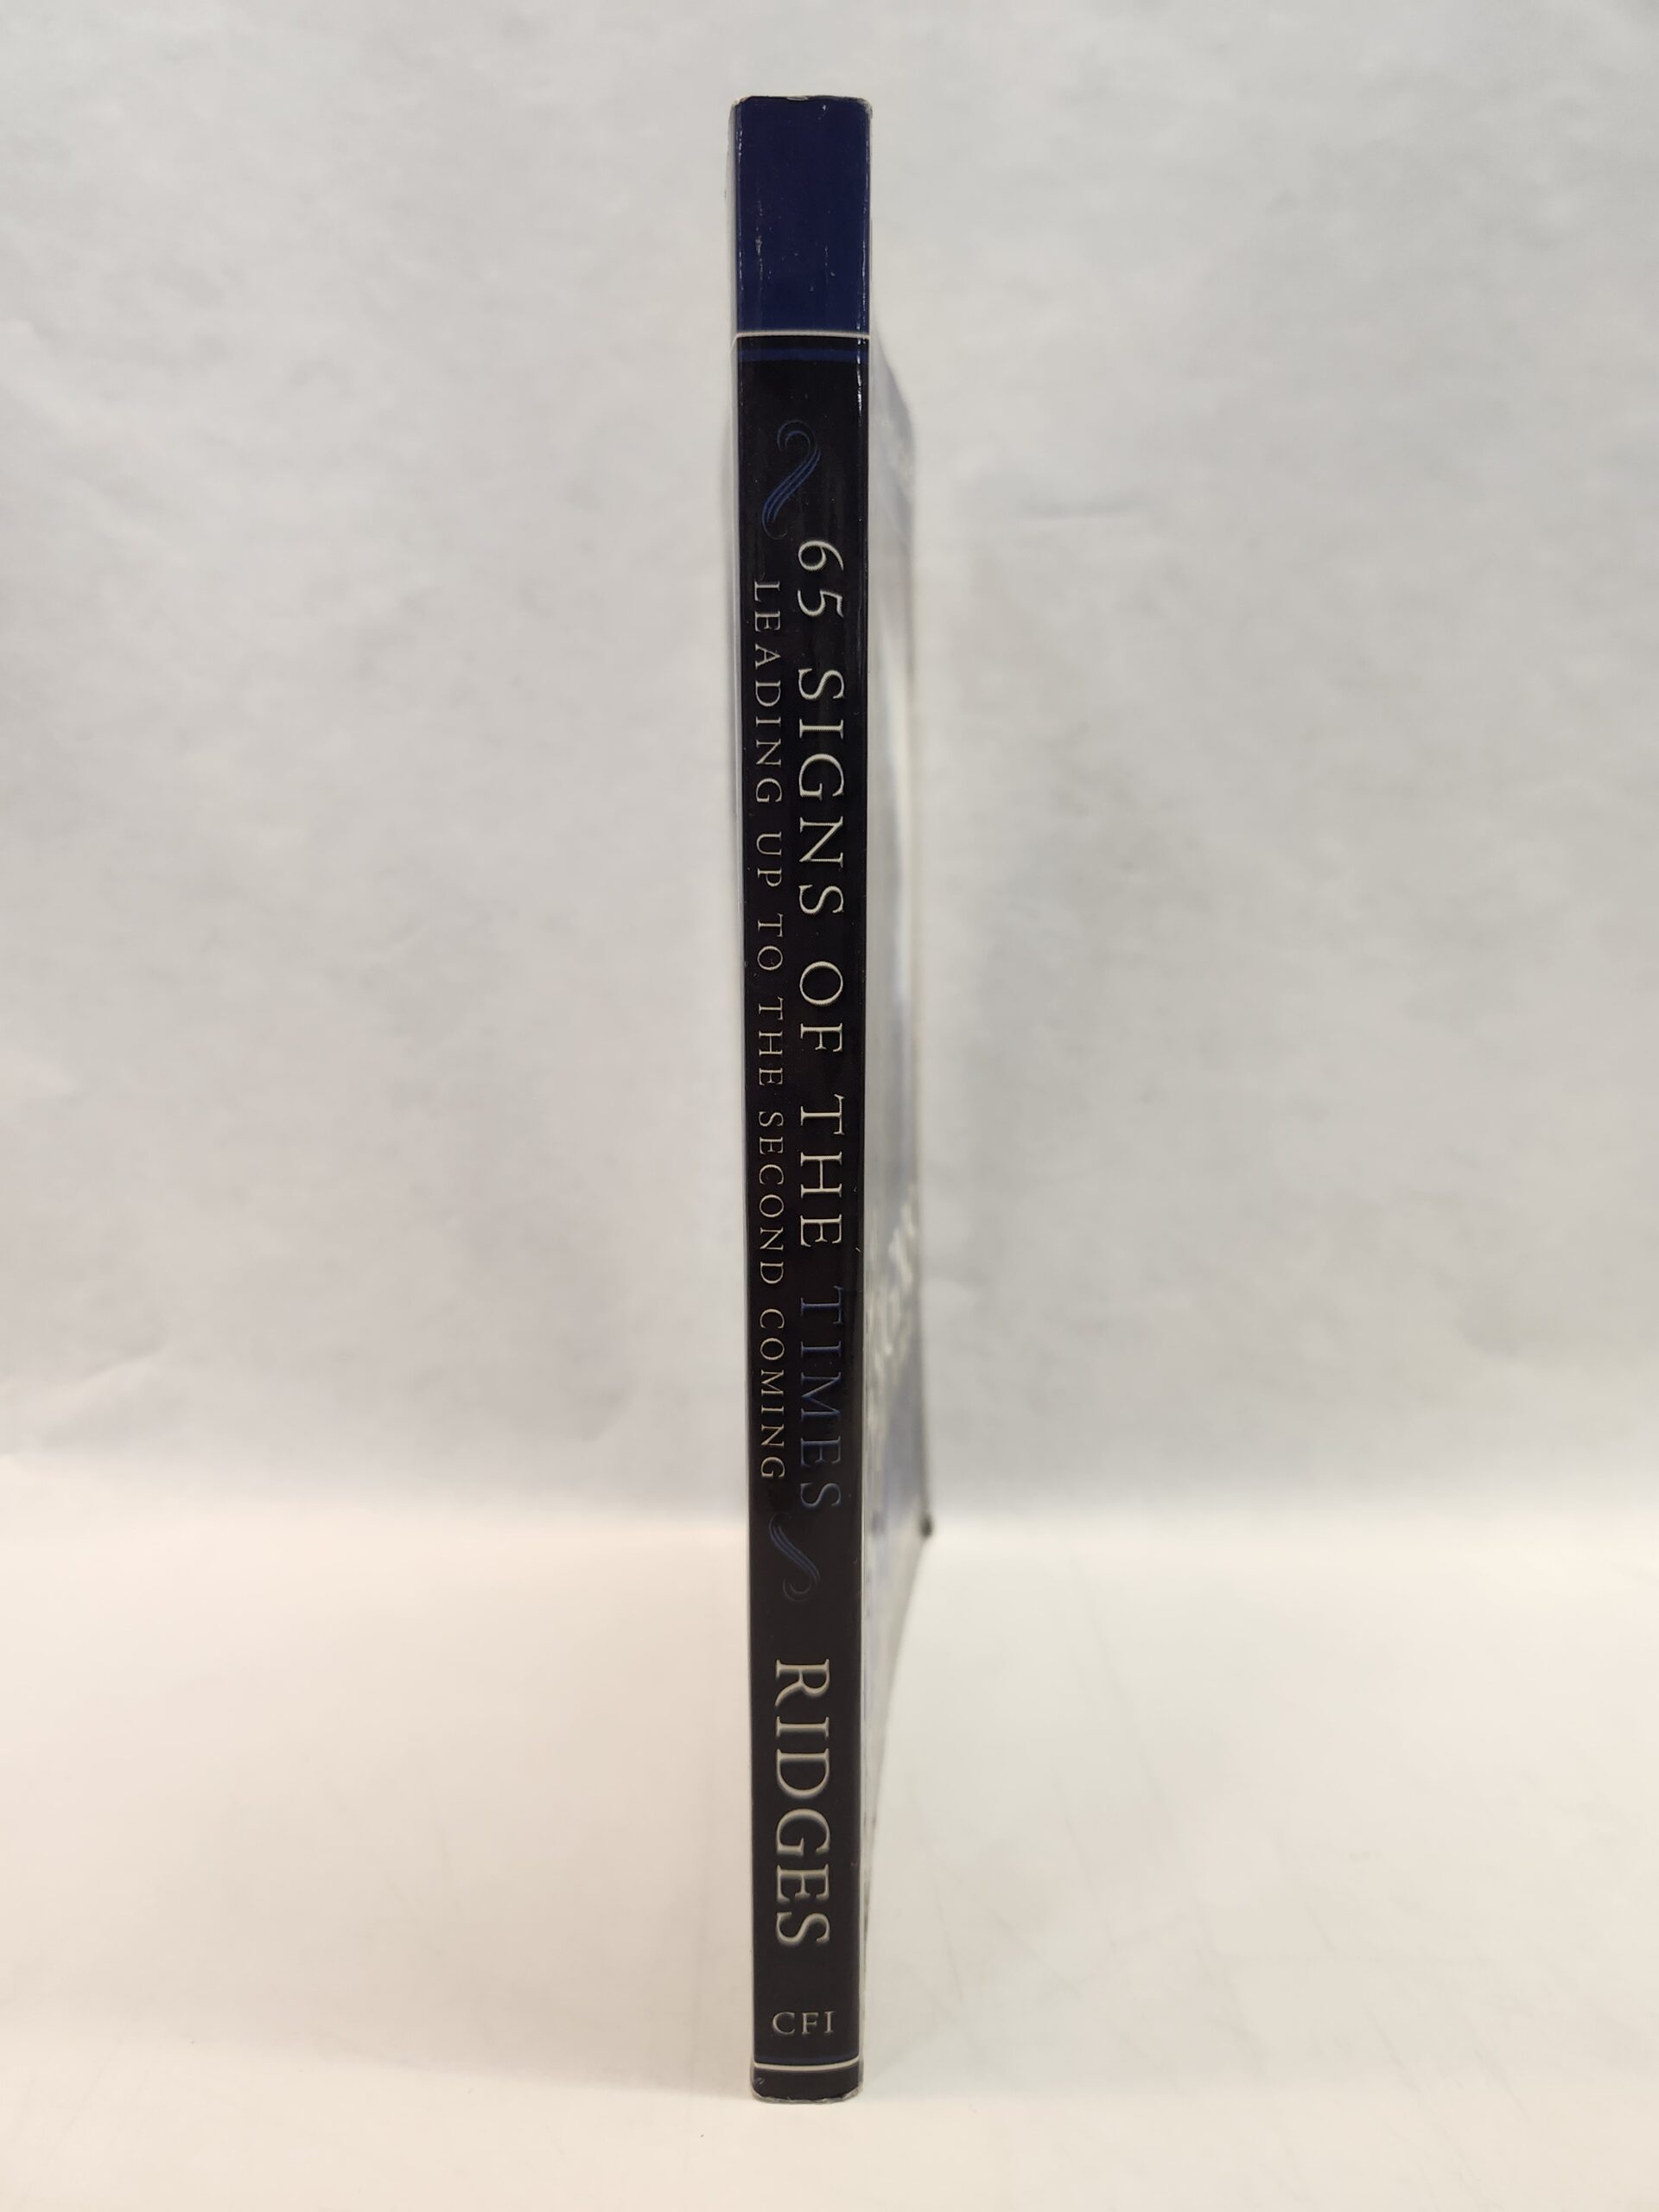 65 SIGNS OF THE TIMES
LEADING UP TO THE SECOND COMING
RIDGES
CFI